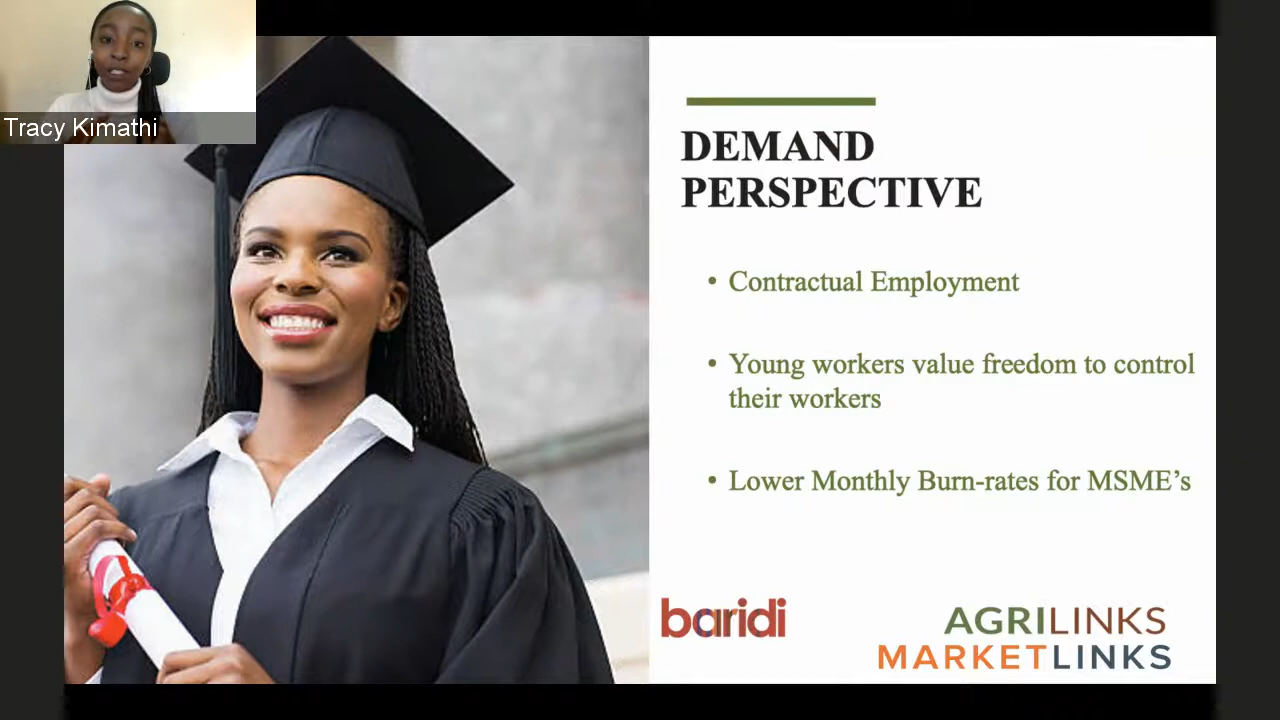 Tracy Kimathi
DEMAND
PERSPECTIVE
• Contractual Employment
• Young workers value freedom to control
their workers
• Lower Monthly Burn-rates for MSME’s
baridi
AGRILINKS
MARKETLINKS